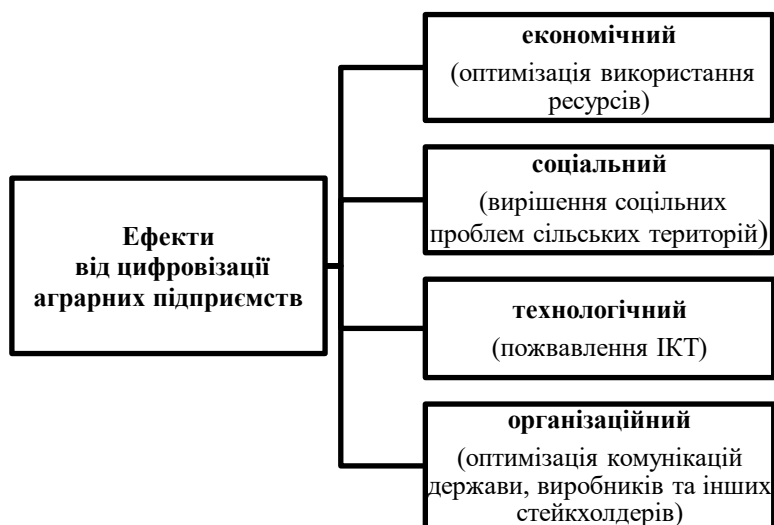 економічний
(оптимізація використання
ресурсів)
соціальний
(вирішення соцільних
проблем сільських територій)
Ефекти
від цифровізації
аграрних підприємств
технологічний
(пожвавлення ІКТ)
організаційний
(оптимізація комунікацій
держави, виробників та інших
стейкхолдерів)